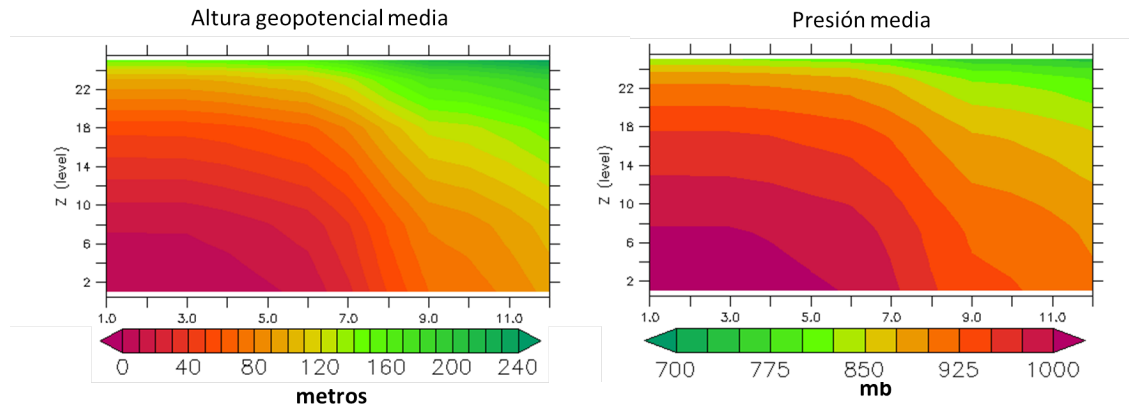 Altura geopotencial media
Presión media
22
18
14
10
6
2
Z (level)
1.0 3.0 5.0 7.0 9.0 11.0
0 40 80 120 160 200 240
metros
22
18
14
10
6
2
Z (level)
1.0 3.0 5.0 7.0 9.0 11.0
700 775 850 925 1000
mb